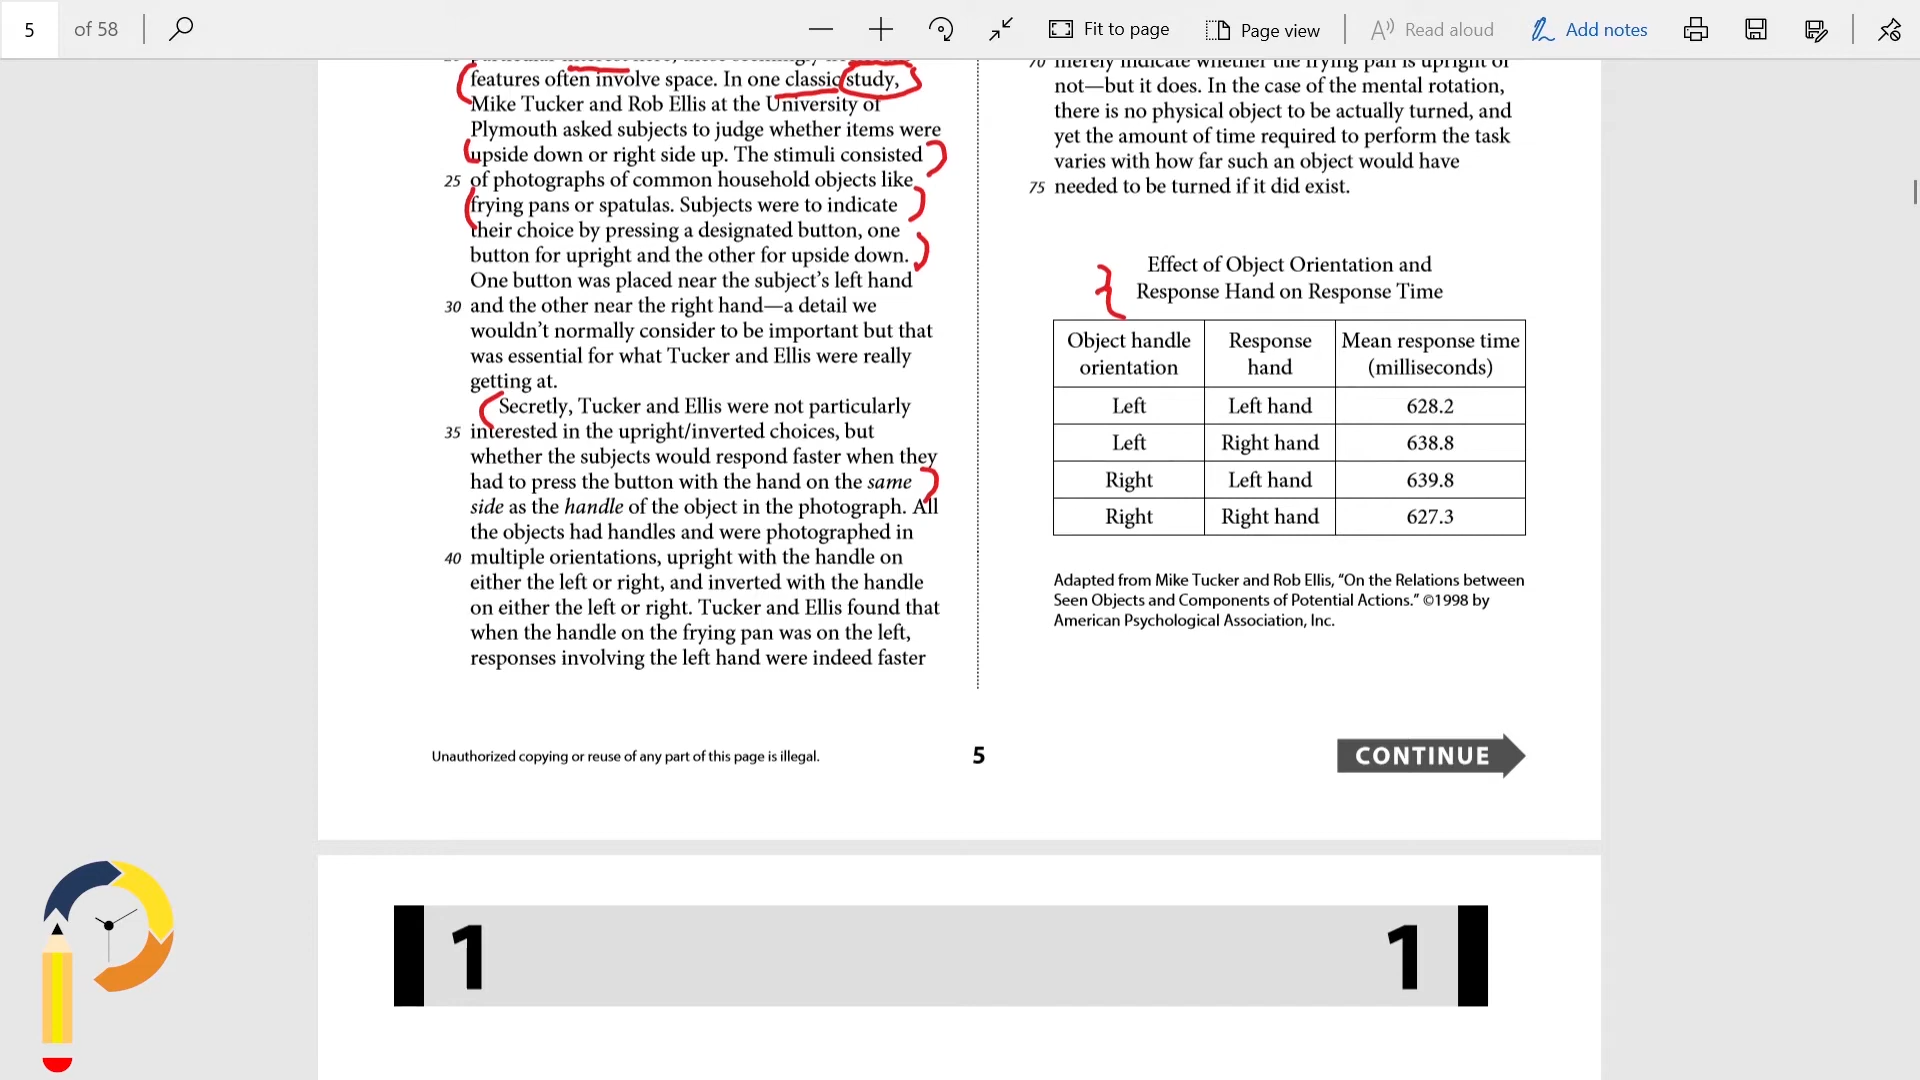 5 of 58 Fit to page Page view Read aloud Add notes
features often involve space. In one classic study,
Mike Tucker and Rob Ellis at the University of
Plymouth asked subjects to judge whether items were
upside down or right side up. The stimuli consisted
25 of photographs of common household objects like
frying pans or spatulas. Subjects were to indicate
their choice by pressing a designated button, one
button for upright and the other for upside down.
One button was placed near the subject’s left hand
30 and the other near the right hand—a detail we
wouldn’t normally consider to be important but that
was essential for what Tucker and Ellis were really
getting at.
Secretly, Tucker and Ellis were not particularly
35 interested in the upright/inverted choices, but
whether the subjects would respond faster when they
had to press the button with the hand on the same
side as the handle of the object in the photograph. All
the objects had handles and were photographed in
40 multiple orientations, upright with the handle on
either the left or right, and inverted with the handle
on either the left or right. Tucker and Ellis found that
when the handle on the frying pan was on the left,
responses involving the left hand were indeed faster
70 merely indicate whether the frying pan is upright or
not—but it does. In the case of the mental rotation,
there is no physical object to be actually turned, and
yet the amount of time required to perform the task
varies with how far such an object would have
75 needed to be turned if it did exist.
Effect of Object Orientation and
Response Hand on Response Time
Object handle orientation Response hand Mean response time (milliseconds)
Left Left hand 628.2
Left Right hand 638.8
Right Left hand 639.8
Right Right hand 627.3
Adapted from Mike Tucker and Rob Ellis, “On the Relations between
Seen Objects and Components of Potential Actions.” ©1998 by
American Psychological Association, Inc.
Unauthorized copying or reuse of any part of this page is illegal. 5 CONTINUE
1 1